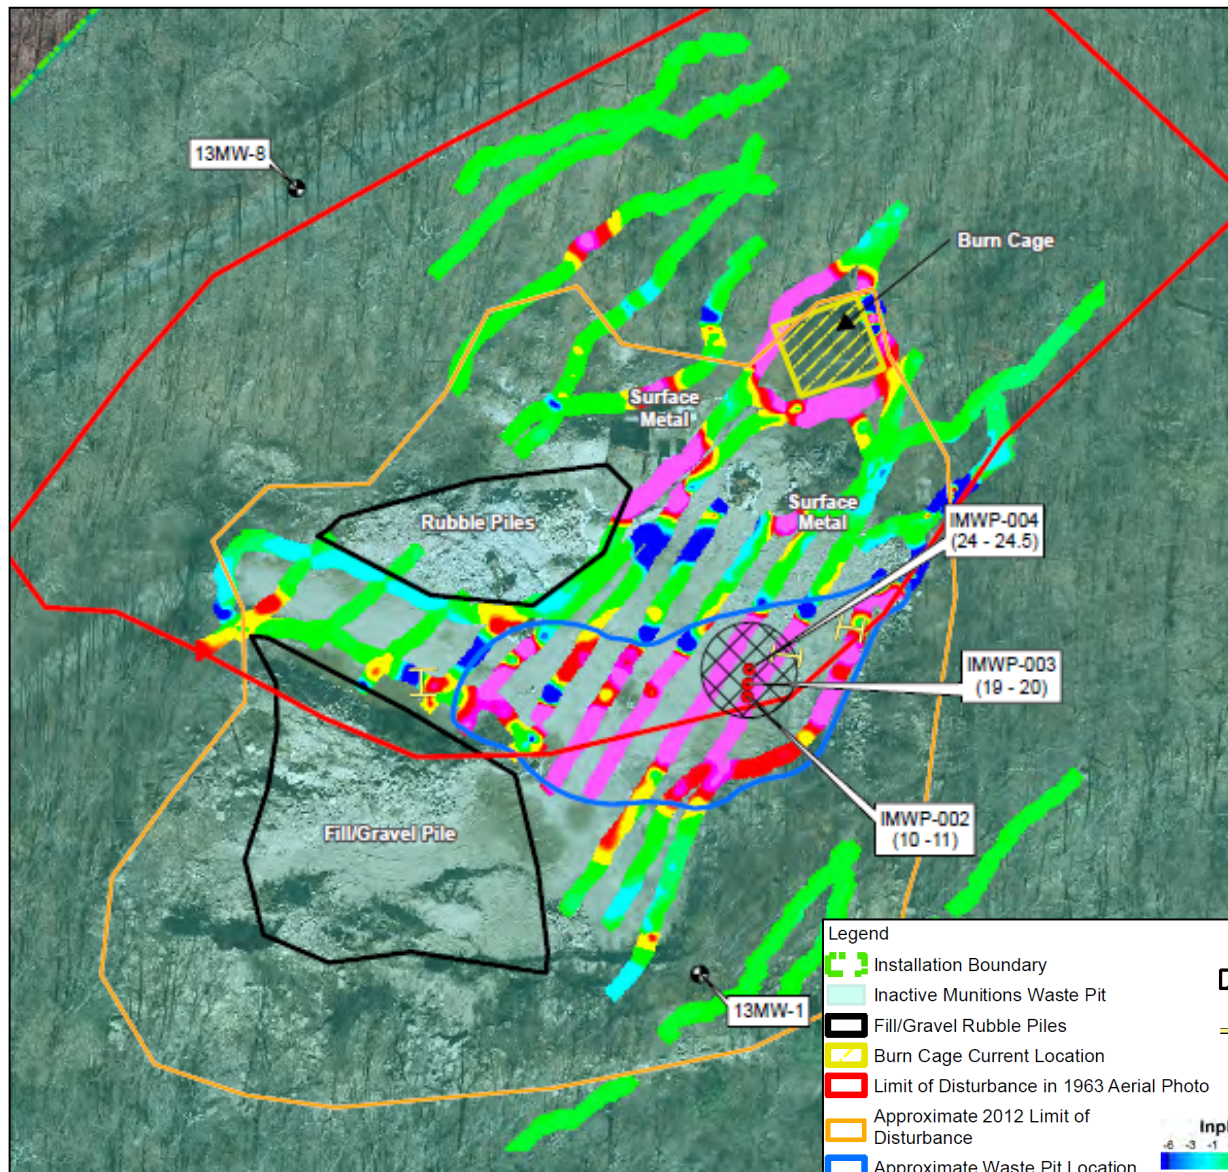 13MW-8
Burn Cage
Surface
Metal
Surface
Metal
Rubble Piles
IMWP-004
(24 - 24.5)
IMWP-003
(19 - 20)
IMWP-002
(10 -11)
Fill/Gravel Pile
13MW-1
Legend
Installation Boundary
Inactive Munitions Waste Pit
Fill/Gravel Rubble Piles
Burn Cage Current Location
Limit of Disturbance in 1963 Aerial Photo
Approximate 2012 Limit of
Disturbance
Approximate Waste Pit Location
-6 -3 -1